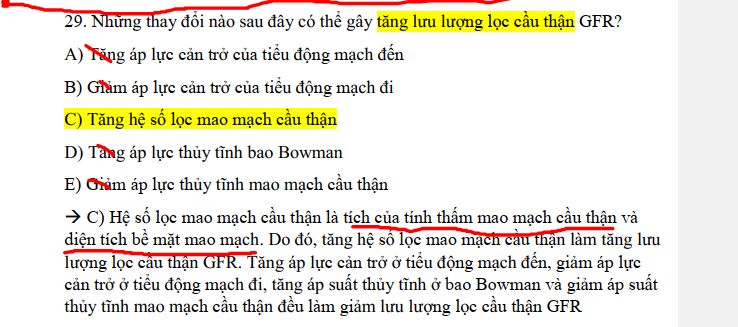 29. Những thay đổi nào sau đây có thể gây tăng lưu lượng lọc cầu thận GFR?
A) Tăng áp lực cản trở của tiểu động mạch đến
B) Giảm áp lực cản trở của tiểu động mạch đi
C) Tăng hệ số lọc mao mạch cầu thận
D) Tăng áp lực thủy tĩnh bao Bowman
E) Giảm áp lực thủy tĩnh mao mạch cầu thận
→ C) Hệ số lọc mao mạch cầu thận là tích của tính thấm mao mạch cầu thận và
diện tích bề mặt mao mạch. Do đó, tăng hệ số lọc mao mạch cầu thận làm tăng lưu
lượng lọc cầu thận GFR. Tăng áp lực cản trở ở tiểu động mạch đến, giảm áp lực
cản trở ở tiểu động mạch đi, tăng áp suất thủy tĩnh ở bao Bowman và giảm áp suất
thủy tĩnh mao mạch cầu thận đều làm giảm lưu lượng lọc cầu thận GFR